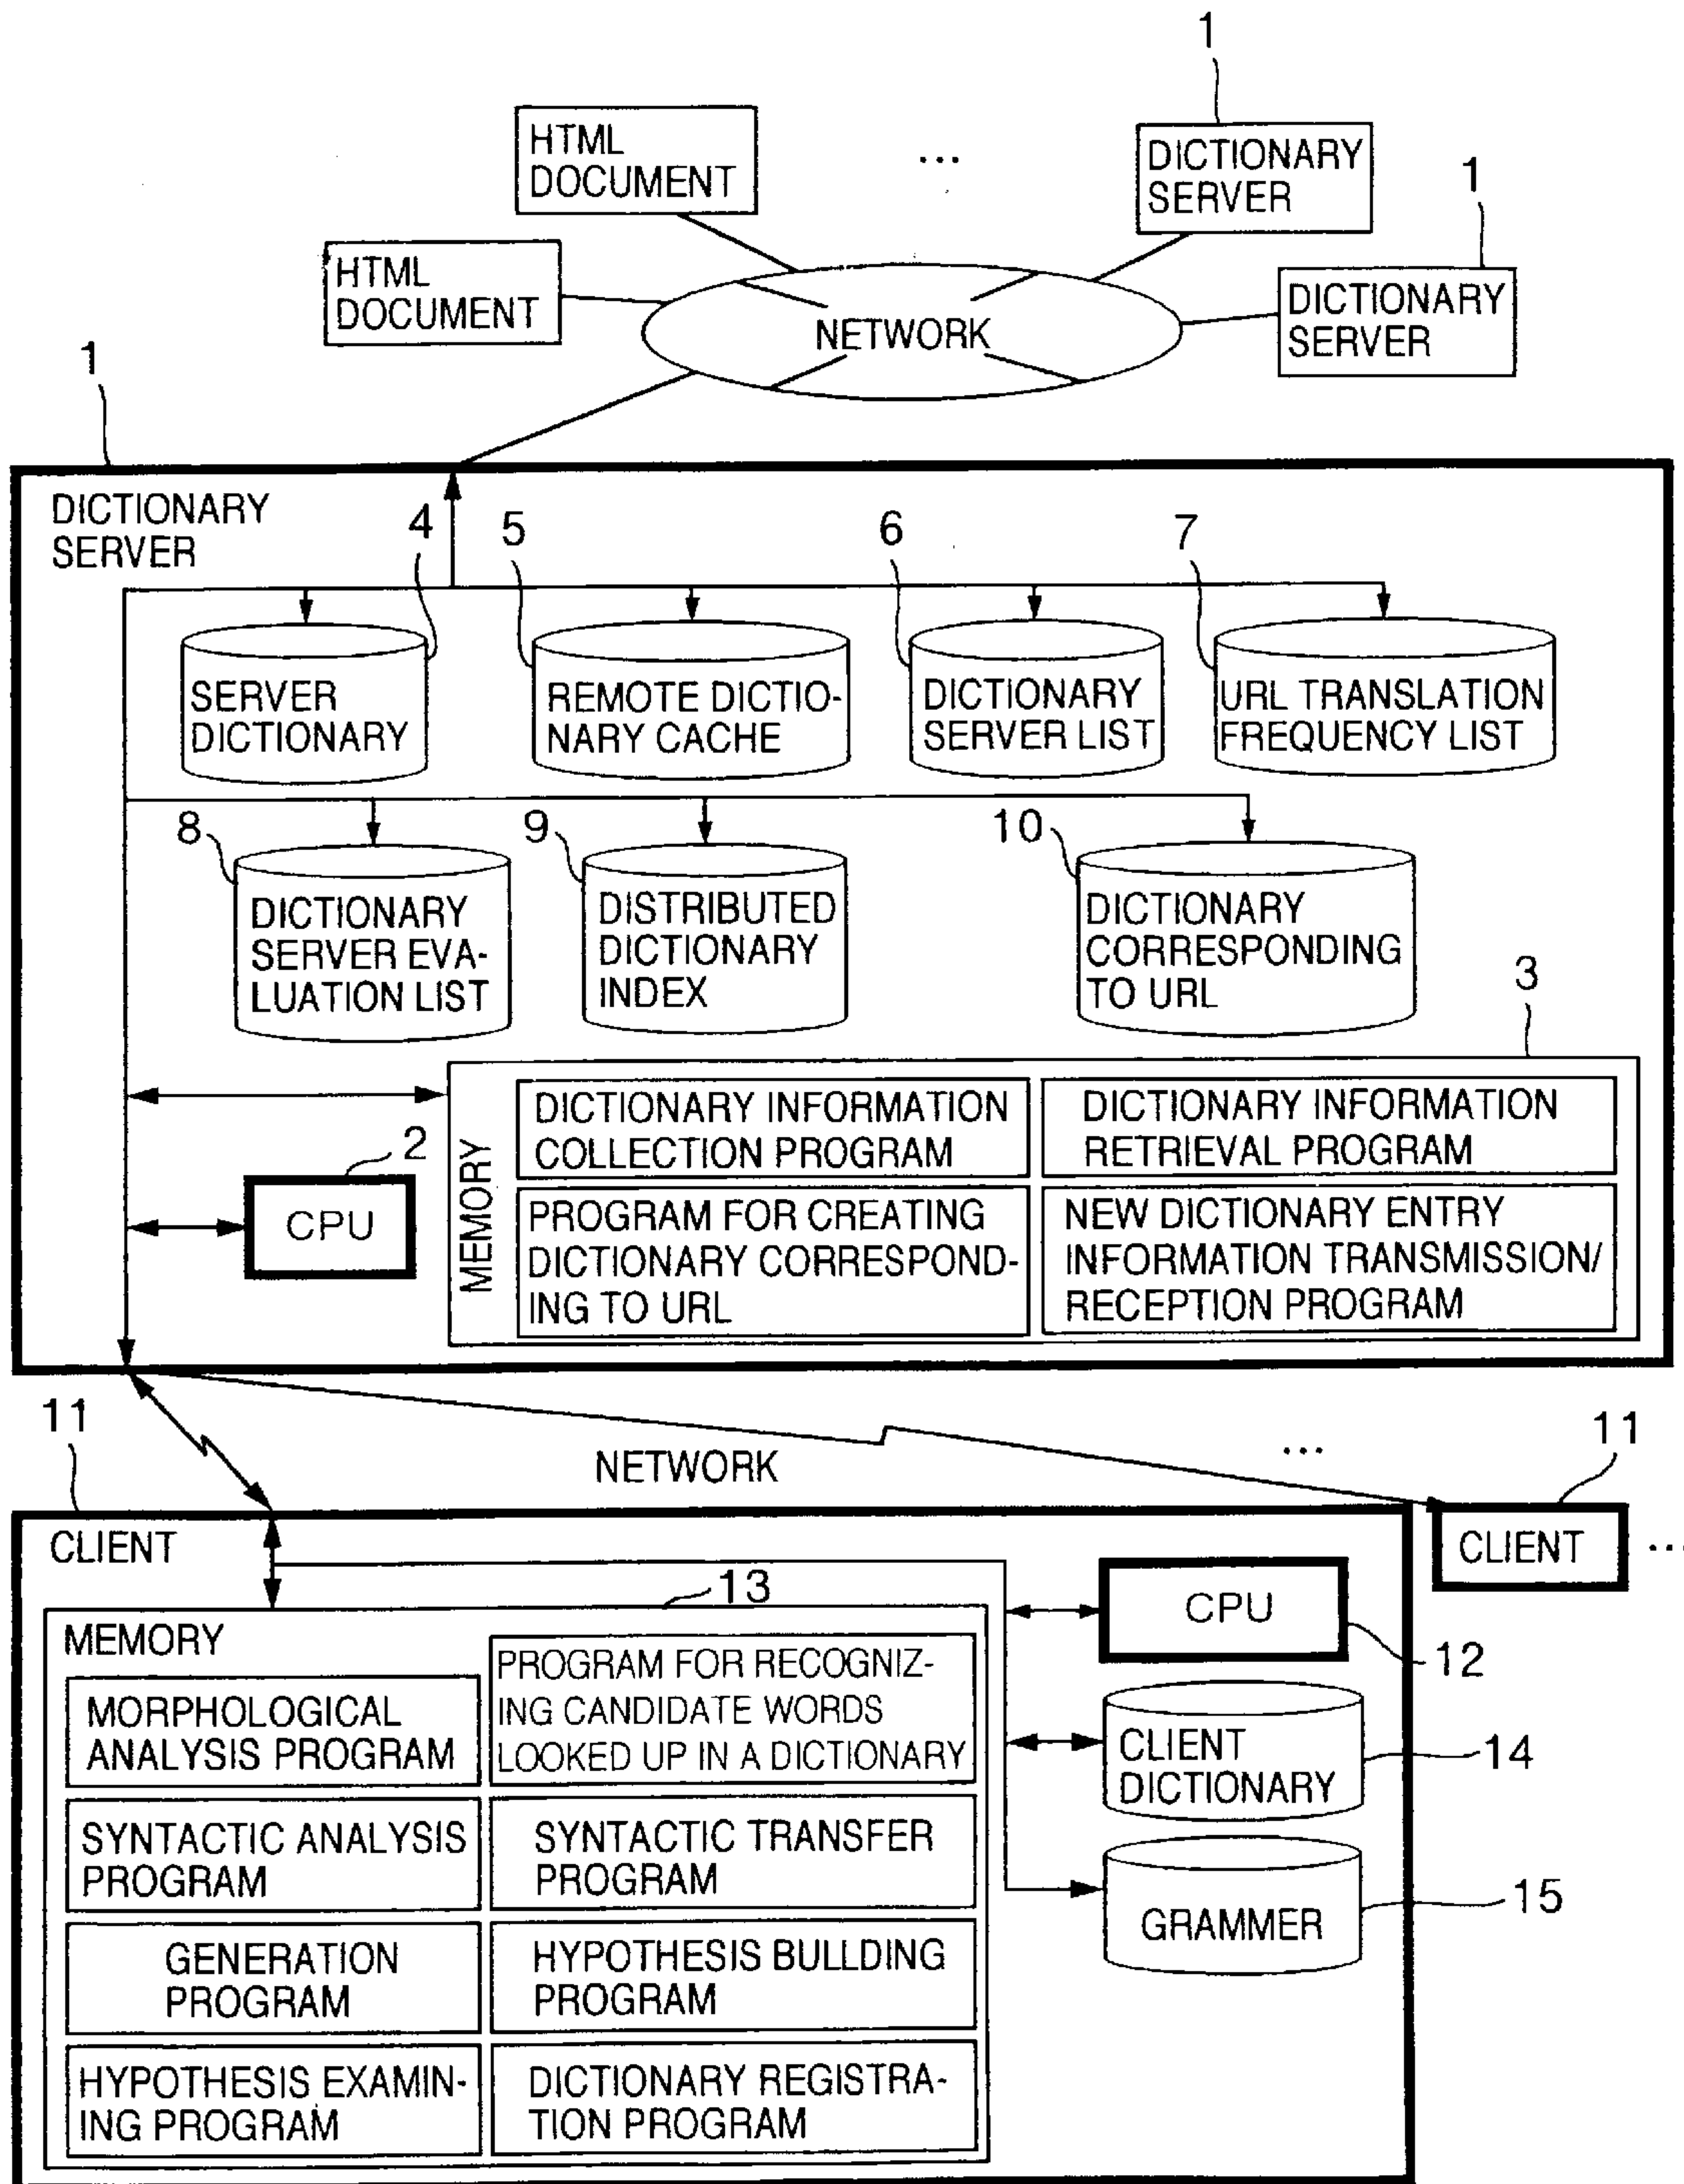 1
HTML
DOCUMENT
...
DICTIONARY
SERVER
1
HTML
DOCUMENT
NETWORK
DICTIONARY
SERVER
1
DICTIONARY
SERVER
4
5
6
7
SERVER
DICTIONARY
REMOTE DICTIO-
NARY CACHE
DICTIONARY
SERVER LIST
URL TRANSLATION
FREQUENCY LIST
8
9
10
DICTIONARY
SERVER EVA-
LUATION LIST
DISTRIBUTED
DICTIONARY
INDEX
DICTIONARY
CORRESPONDING
TO URL
3
MEMORY
DICTIONARY INFORMATION
COLLECTION PROGRAM
DICTIONARY INFORMATION
RETRIEVAL PROGRAM
2
CPU
PROGRAM FOR CREATING
DICTIONARY CORRESPOND-
ING TO URL
NEW DICTIONARY ENTRY
INFORMATION TRANSMISSION/
RECEPTION PROGRAM
11
NETWORK
...
11
CLIENT
CLIENT
...
13
MEMORY
MORPHOLOGICAL
ANALYSIS PROGRAM
PROGRAM FOR RECOGNIZ-
ING CANDIDATE WORDS
LOOKED UP IN A DICTIONARY
CPU
12
SYNTACTIC ANALYSIS
PROGRAM
SYNTACTIC TRANSFER
PROGRAM
CLIENT
DICTIONARY
14
GENERATION
PROGRAM
HYPOTHESIS BULLDING
PROGRAM
GRAMMER
15
HYPOTHESIS EXAMIN-
ING PROGRAM
DICTIONARY REGISTRA-
TION PROGRAM